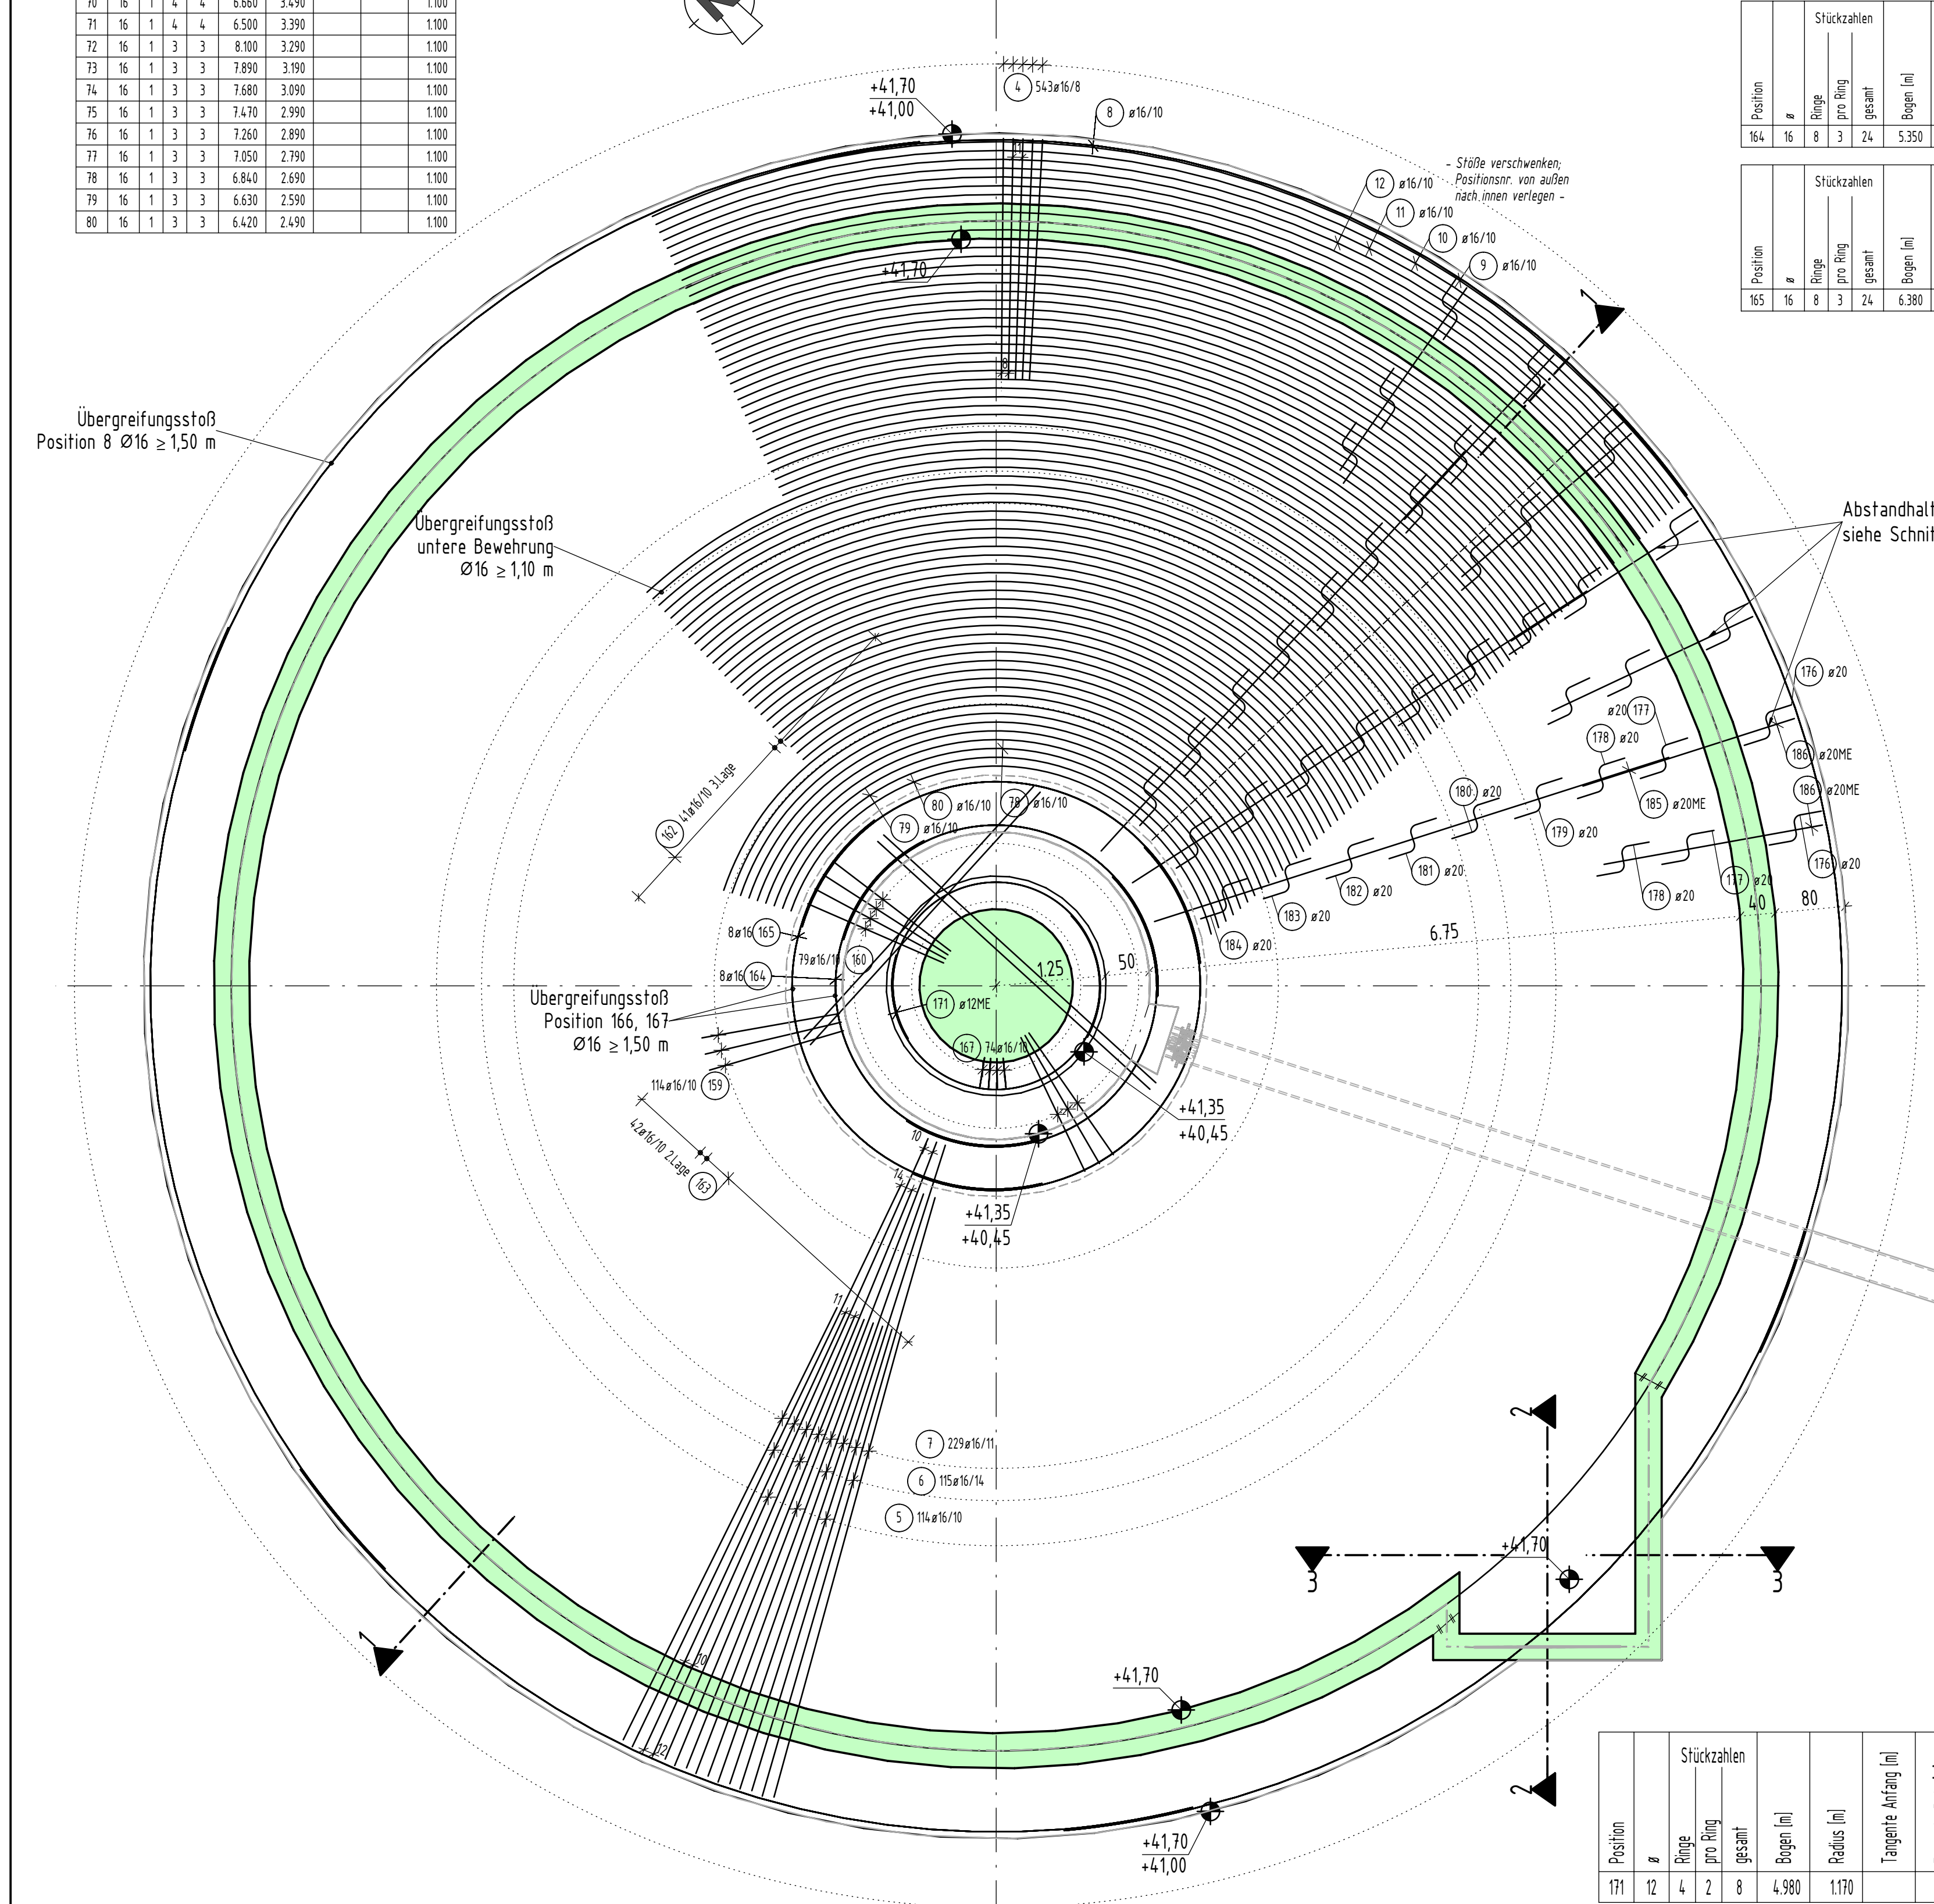 70 16 1 4 4 6.660 3.490 1.100
71 16 1 4 4 6.500 3.390 1.100
72 16 1 3 3 8.100 3.290 1.100
73 16 1 3 3 7.890 3.190 1.100
74 16 1 3 3 7.680 3.090 1.100
75 16 1 3 3 7.470 2.990 1.100
76 16 1 3 3 7.260 2.890 1.100
77 16 1 3 3 7.050 2.790 1.100
78 16 1 3 3 6.840 2.690 1.100
79 16 1 3 3 6.630 2.590 1.100
80 16 1 3 3 6.420 2.490 1.100
Stückzahlen
Position ø Ringe pro Ring gesamt Bogen [m]
164 16 8 3 24 5.350
Stückzahlen
Position ø Ringe pro Ring gesamt Bogen [m]
165 16 8 3 24 6.380
+41,70
+41,00
4 543ø16/8
8 ø16/10
11
- Stöße verschwenken;
Positionsnr. von außen
nach innen verlegen -
12 ø16/10
11 ø16/10
10 ø16/10
9 ø16/10
+41,70
8
1
Übergreifungsstoß
Position 8 Ø16 ≥ 1,50 m
Übergreifungsstoß
untere Bewehrung
Ø16 ≥ 1,10 m
Abstandhalt
siehe Schnit
176 ø20
ø20 177
178 ø20
186 ø20ME
180 ø20
185 ø20ME
186 ø20ME
179 ø20
181 ø20
176 ø20
182 ø20
178 ø20
177 ø20
183 ø20
184 ø20
40
80
6.75
162 41ø16/10 3.Lage
80 ø16/10
78 ø16/10
79 ø16/10
8ø16 165
79ø16/10 160
8ø16 164
1.25
50
Übergreifungsstoß
Position 166, 167
Ø16 ≥ 1,50 m
171 ø12ME
167 74ø16/10
114ø16/10 159
42ø16/10 2.Lage
163
+41,35
+40,45
10
14
+41,35
+40,45
11
7 229ø16/11
6 115ø16/14
5 114ø16/10
2
+41,70
3
3
1
10
12
+41,70
2
+41,70
+41,00
Stückzahlen
Position ø Ringe pro Ring gesamt Bogen [m] Radius [m] Tangente Anfang [m]
171 12 4 2 8 4.980 1.170